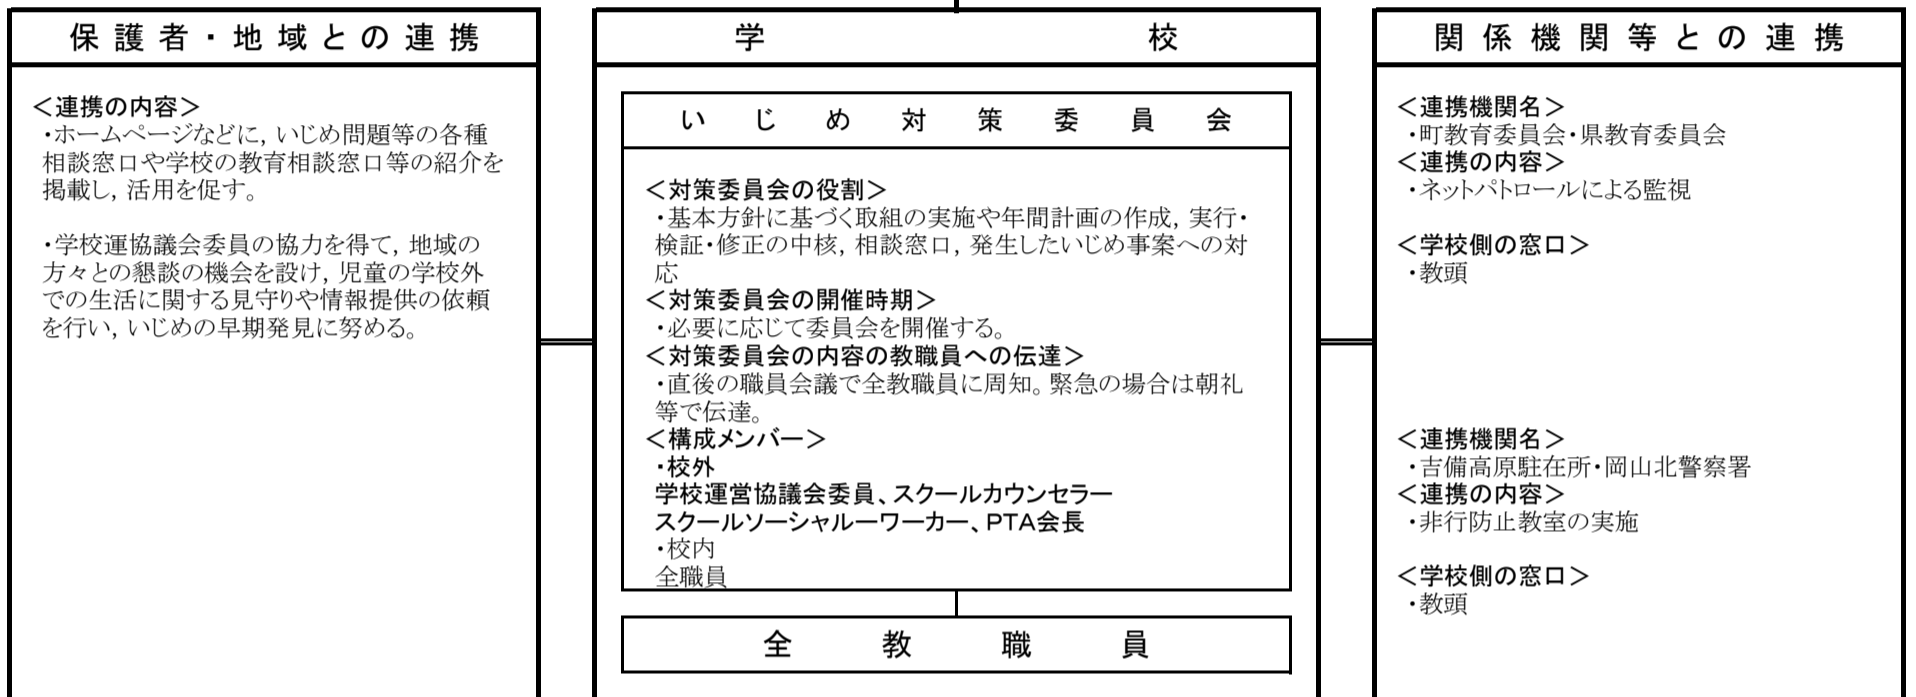 保護者・地域との連携
＜連携の内容＞
・ホームページなどに，いじめ問題等の各種
相談窓口や学校の教育相談窓口等の紹介を
掲載し，活用を促す。
・学校運協議会委員の協力を得て，地域の
方々との懇談の機会を設け，児童の学校外
での生活に関する見守りや情報提供の依頼
を行い，いじめの早期発見に努める。
学校
いじめ対策委員会
＜対策委員会の役割＞
・基本方針に基づく取組の実施や年間計画の作成，実行・
検証・修正の中核，相談窓口，発生したいじめ事案への対
応
＜対策委員会の開催時期＞
・必要に応じて委員会を開催する。
＜対策委員会の内容の教職員への伝達＞
・直後の職員会議で全教職員に周知。緊急の場合は朝礼
等で伝達。
＜構成メンバー＞
・校外
学校運営協議会委員、スクールカウンセラー
スクールソーシャルーワーカー、PTA会長
・校内
全職員
全教職員
関係機関等との連携
＜連携機関名＞
・町教育委員会・県教育委員会
＜連携の内容＞
・ネットパトロールによる監視
＜学校側の窓口＞
・教頭
＜連携機関名＞
・吉備高原駐在所・岡山北警察署
＜連携の内容＞
・非行防止教室の実施
＜学校側の窓口＞
・教頭